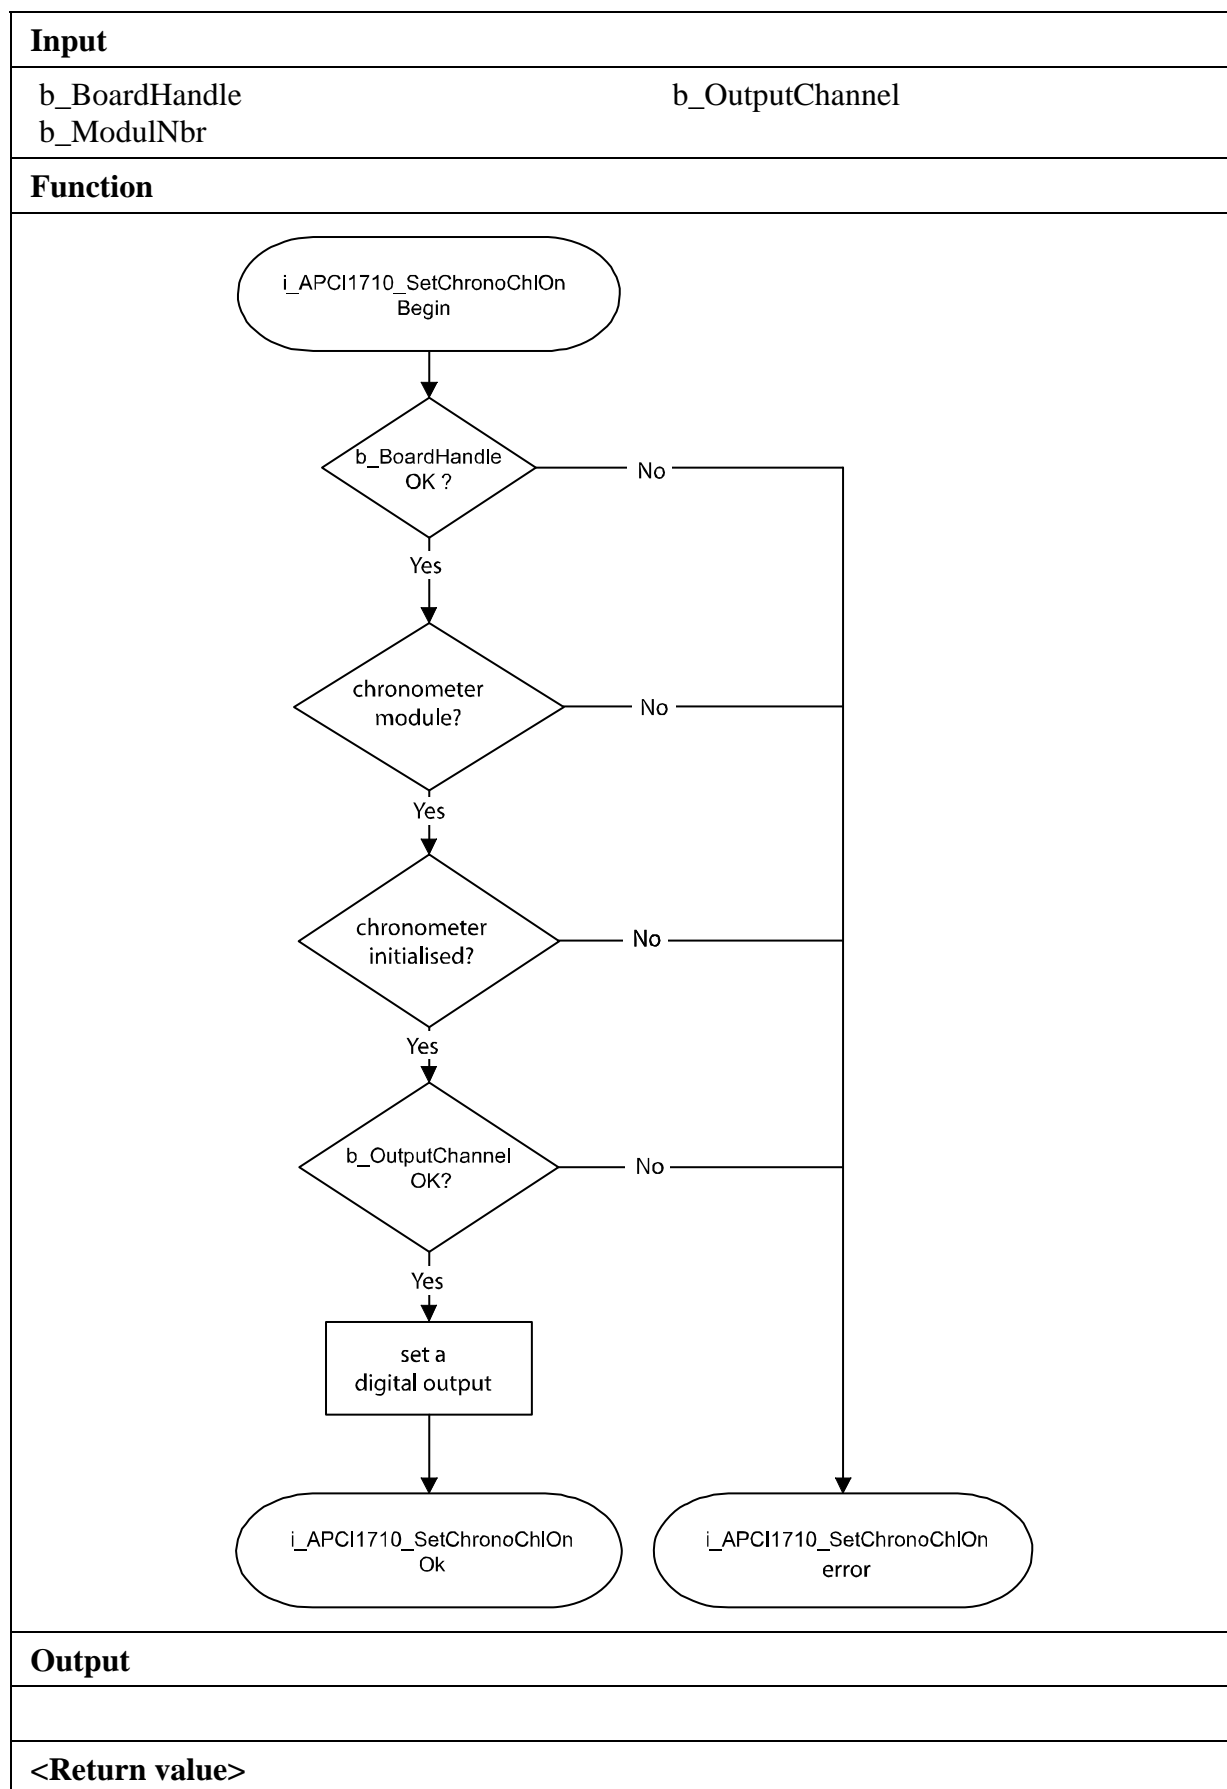 Input
b_BoardHandle b_OutputChannel
b_ModulNbr
Function
i_APCI1710_SetChronoChlOn
Begin
b_BoardHandle
OK ?
No
Yes
chronometer
module?
No
Yes
chronometer
initialised?
No
Yes
b_OutputChannel
OK?
No
Yes
set a
digital output
i_APCI1710_SetChronoChlOn
Ok
i_APCI1710_SetChronoChlOn
error
Output
<Return value>